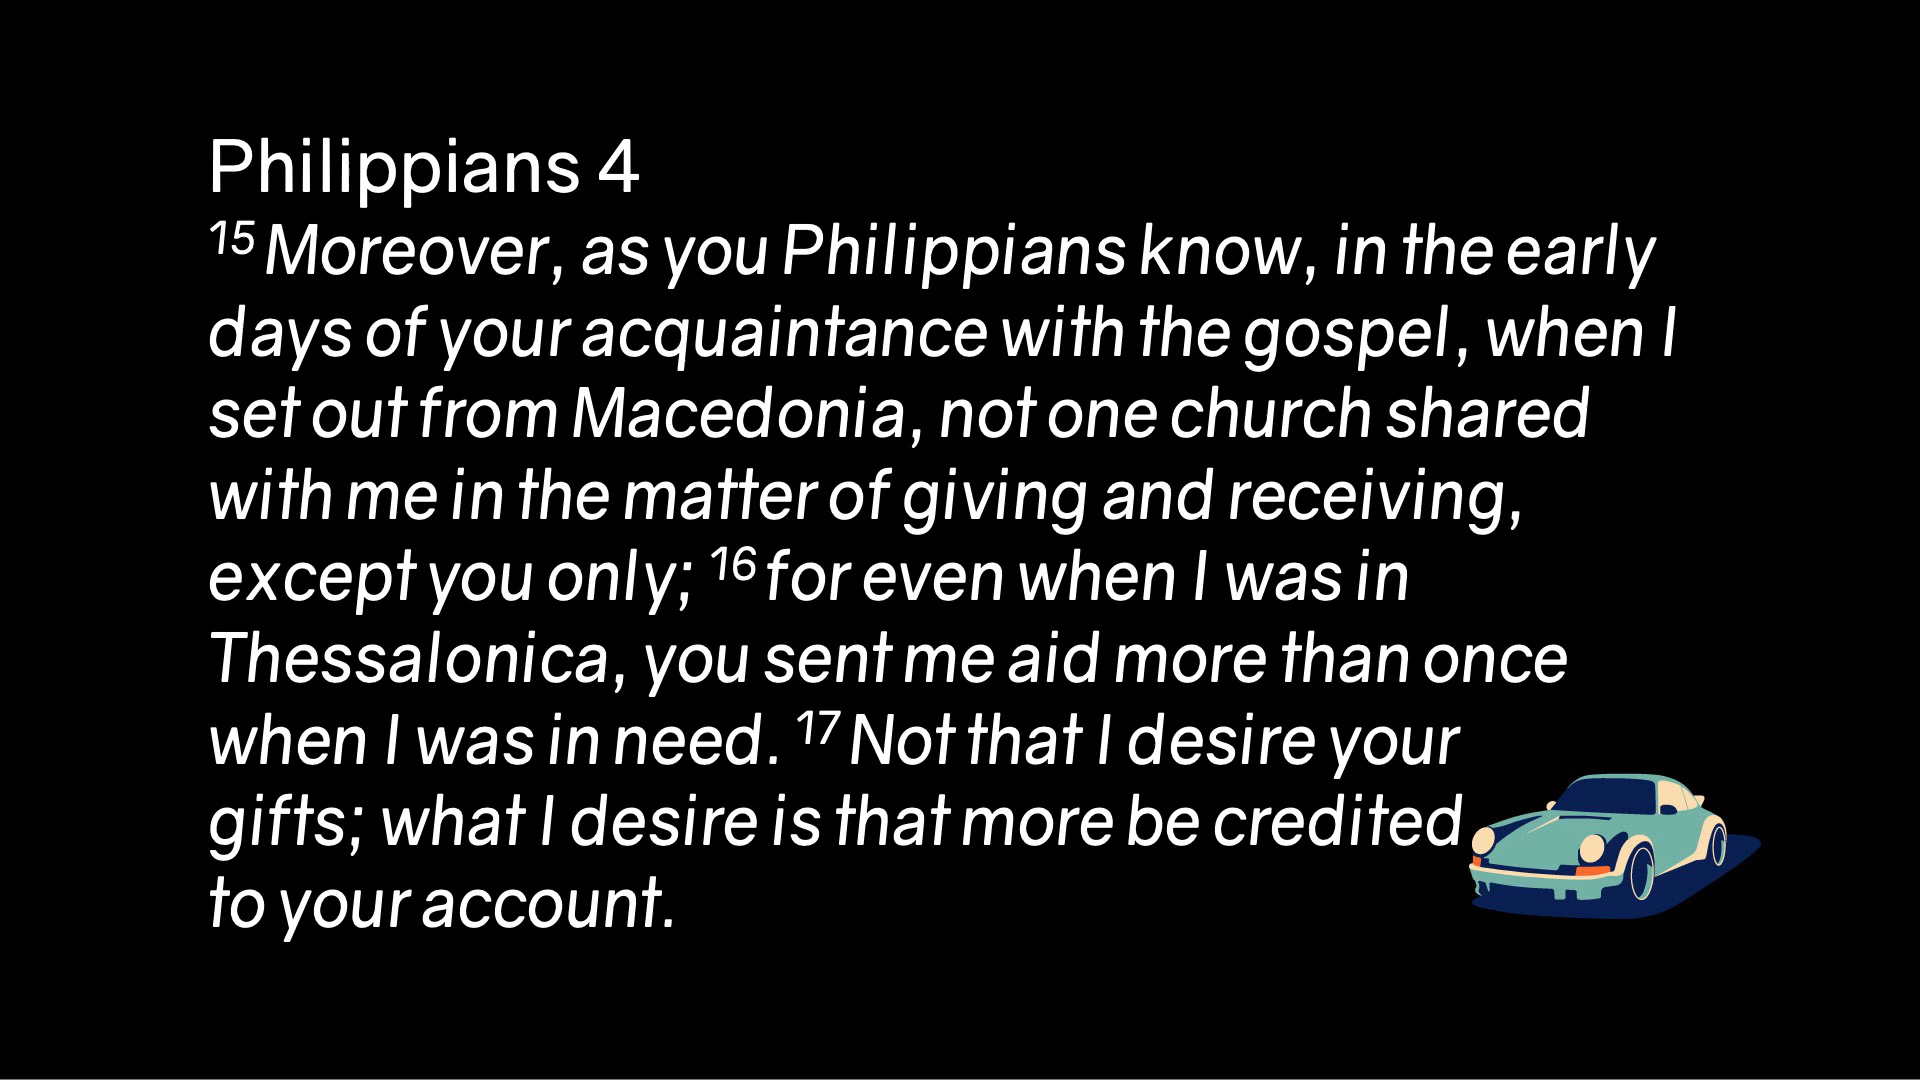 Philippians 4
15 Moreover, as you Philippians know, in the early
days of your acquaintance with the gospel, when I
set out from Macedonia, not one church shared
with me in the matter of giving and receiving,
except you only; 16 for even when I was in
Thessalonica, you sent me aid more than once
when I was in need. 17 Not that I desire your
gifts; what I desire is that more be credited
to your account.